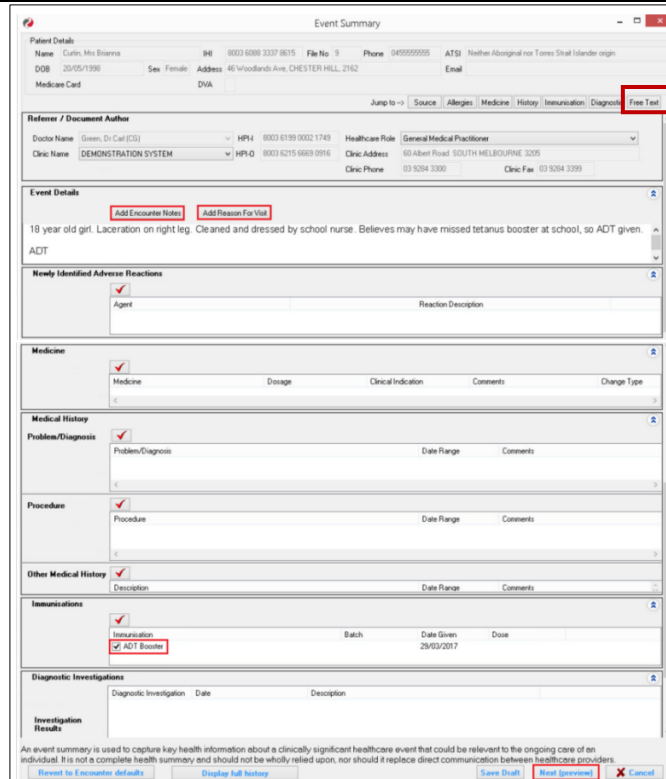 Event Summary
Patient Details
Name Curtin, Mrs Brianna IHI 8003 6088 3337 8615 File No 9 Phone 0455555555 ATSI Neither Aboriginal nor Torres Strait Islander origin
DOB 20/05/1998 Sex Female Address 46 Woodlands Ave, CHESTER HILL, 2162 Email
Medicare Card DVA
Jump to -> Source Allergies Medicine History Immunisation Diagnostic Free Text
Referrer / Document Author
Doctor Name Green, Dr Carl (CG) HPI-I 8003 6199 0002 1749 Healthcare Role General Medical Practitioner
Clinic Name DEMONSTRATION SYSTEM HPI-O 8003 6215 6669 0916 Clinic Address 60 Albert Road SOUTH MELBOURNE 3205
Clinic Phone 03 9284 3300 Clinic Fax 03 9284 3399
Event Details
Add Encounter Notes Add Reason For Visit
18 year old girl. Laceration on right leg. Cleaned and dressed by school nurse. Believes may have missed tetanus booster at school, so ADT given.
ADT
Newly Identified Adverse Reactions
Agent Reaction Description
Medicine
Medicine Dosage Clinical Indication Comments Change Type
Medical History
Problem/Diagnosis
Problem/Diagnosis Date Range Comments
Procedure
Procedure Date Range Comments
Other Medical History
Description Date Range Comments
Immunisations
Immunisation Batch Date Given Dose
ADT Booster 29/03/2017
Diagnostic Investigations
Diagnostic Investigation Date Description
Investigation
Results
An event summary is used to capture key health information about a clinically significant healthcare event that could be relevant to the ongoing care of an
individual. It is not a complete health summary and should not be wholly relied upon, nor should it replace direct communication between healthcare providers.
Revert to Encounter defaults Display full history Save Draft Next (preview) Cancel